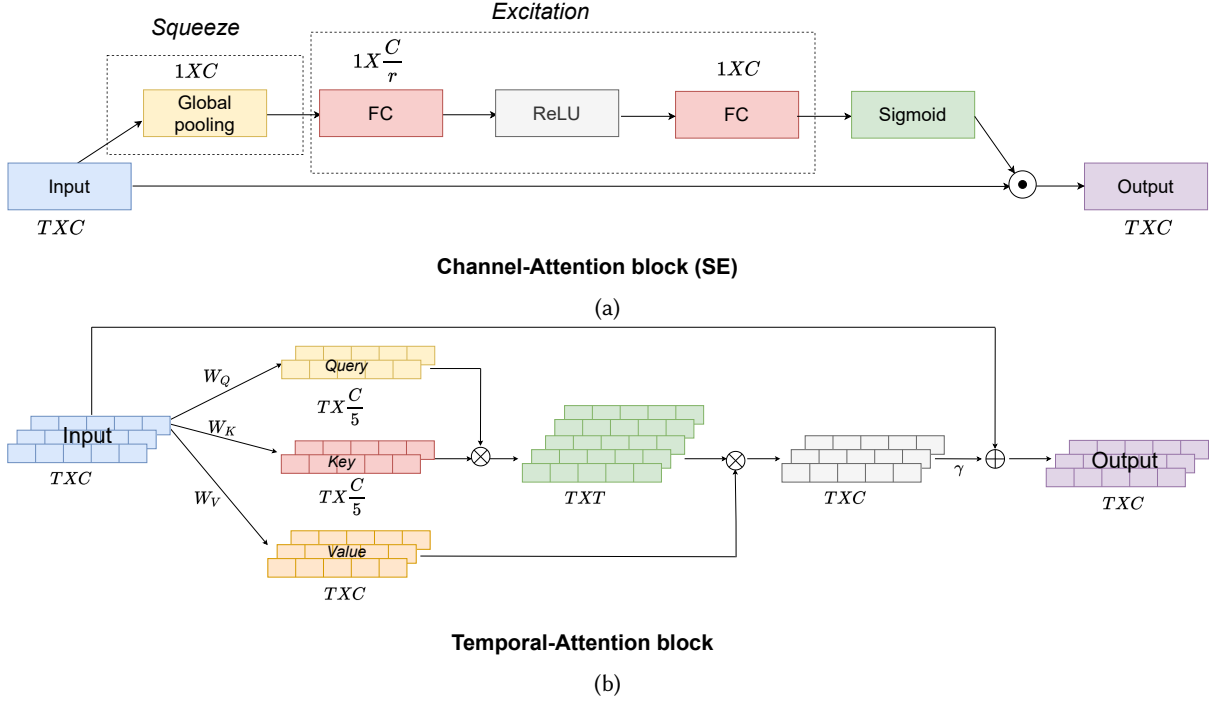 Squeeze
Excitation
1XC
1X C/r
1XC
Global
pooling
FC
ReLU
FC
Sigmoid
Input
Output
TXC
TXC
Channel-Attention block (SE)
(a)
W_Q
Query
TX C/5
Input
W_K
Key
Output
TXC
TX C/5
TXT
TXC
γ
TXC
W_V
Value
TXC
Temporal-Attention block
(b)